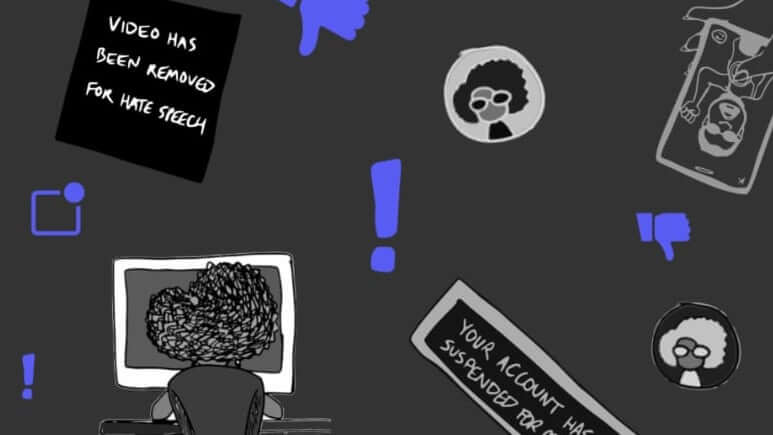 VIDEO HAS
BEEN REMOVED
FOR HATE SPEECH
YOUR ACCOUNT HAS
SUSPENDED FOR